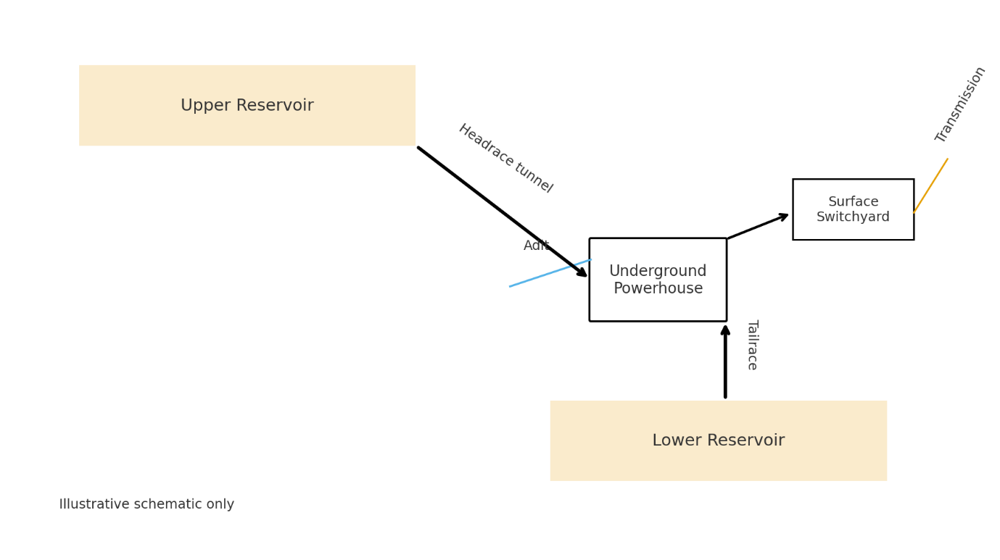 Upper Reservoir
Headrace tunnel
Transmission
Surface
Switchyard
Adit
Underground
Powerhouse
Tailrace
Lower Reservoir
Illustrative schematic only